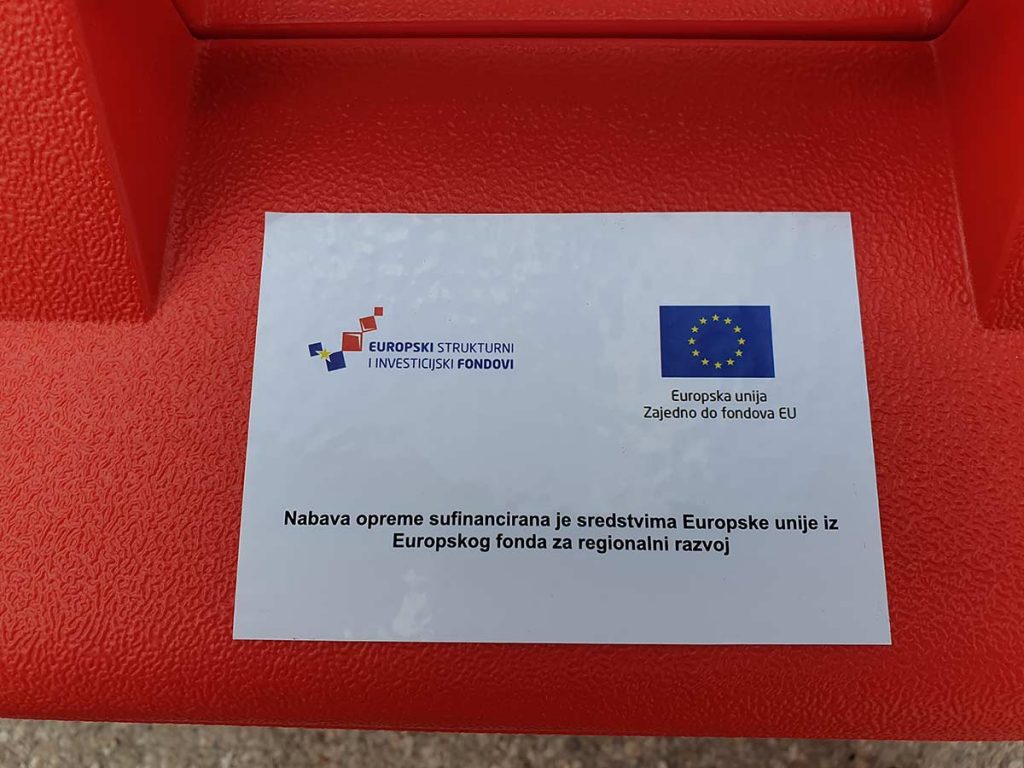 EUROPSKI STRUKTURNI
I INVESTICIJSKI FONDOVI
Europska unija
Zajedno do fondova EU
Nabava opreme sufinancirana je sredstvima Europske unije iz
Europskog fonda za regionalni razvoj